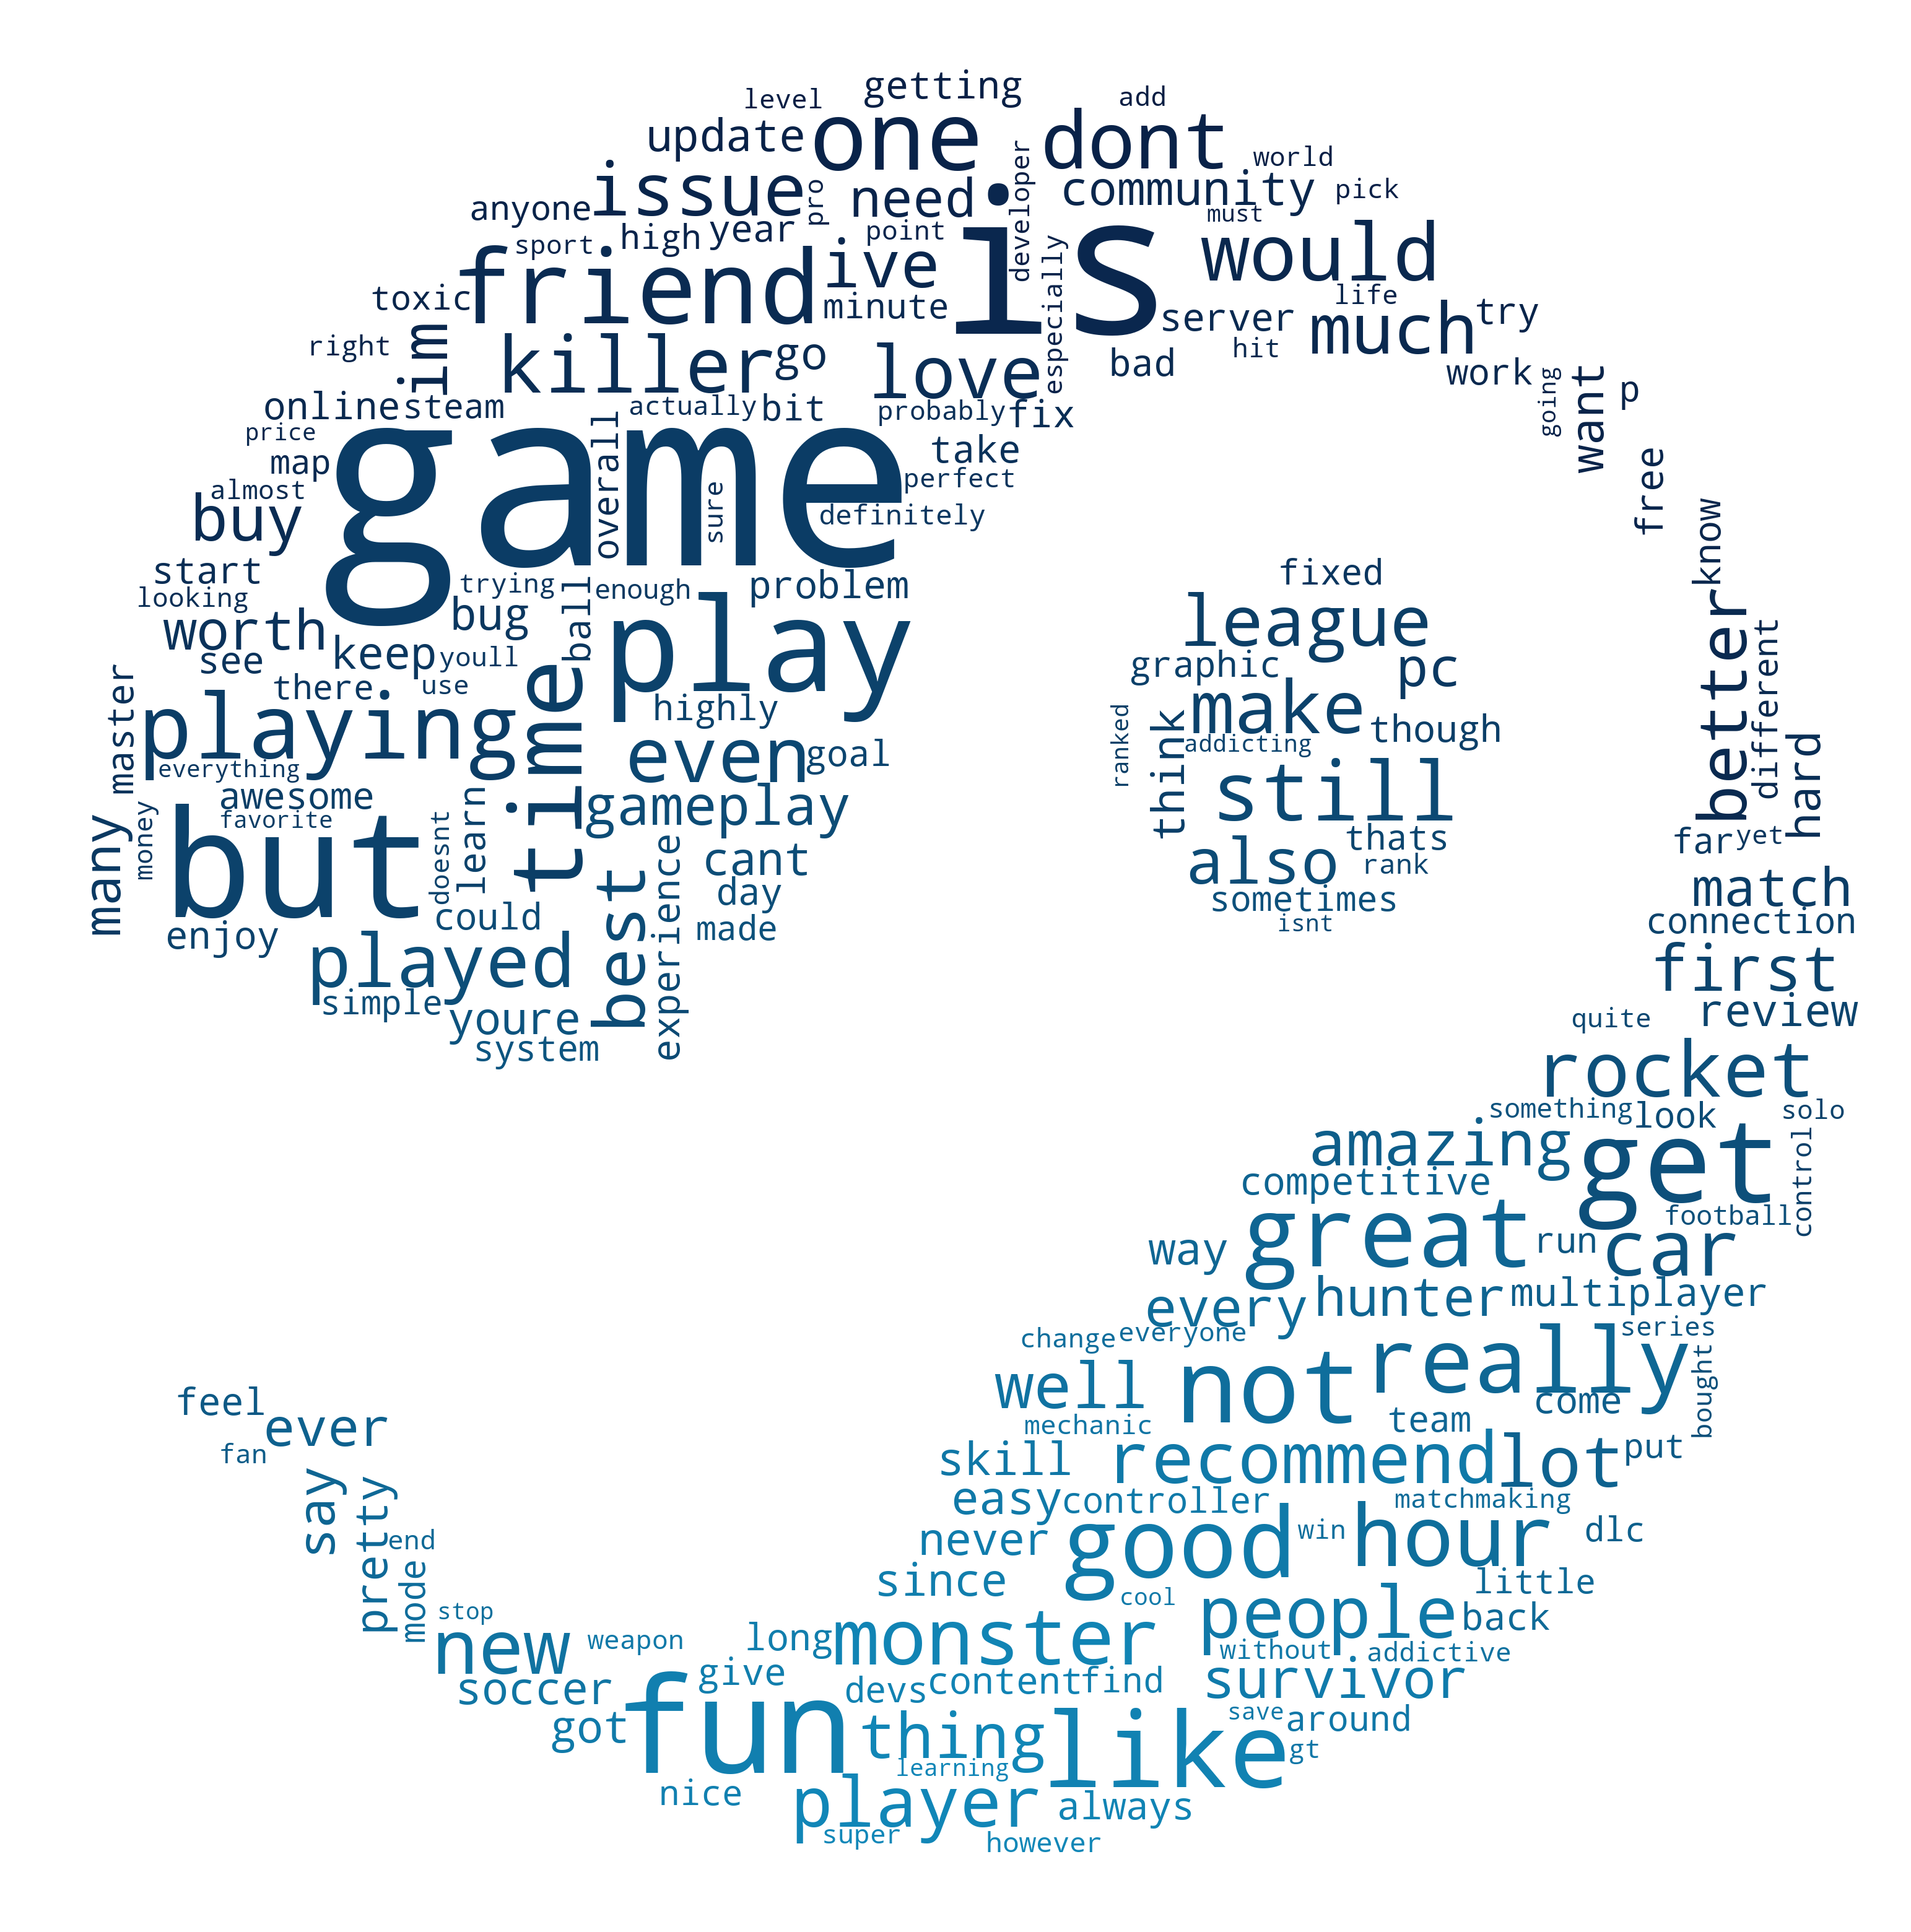 getting
level
add
update
one
dont
developer
world
issue
pro
need
community
pick
anyone
must
is
sport
high
year
point
especially
would
friend
ive
toxic
minute
life
server
much
try
right
im
killer
go
love
hit
bad
work
going
want
p
online
steam
actually
bit
probably
fix
price
game
overall
take
map
free
almost
sure
perfect
buy
definitely
know
start
trying
enough
problem
fixed
looking
bug
ball
play
league
better
different
worth
see
keep
youll
graphic
pc
master
there
use
time
highly
make
playing
even
goal
ranked
think
addicting
though
hard
everything
awesome
still
many
money
favorite
but
doesnt
learn
gameplay
thats
far
yet
experience
cant
also
rank
best
day
sometimes
match
could
made
isnt
connection
enjoy
played
first
simple
youre
quite
review
system
rocket
something
look
solo
amazing
get
control
competitive
great
football
way
run
car
every
hunter
multiplayer
change
everyone
series
well
not
really
bought
feel
come
ever
mechanic
team
fan
skill
recommend
lot
put
say
pretty
easy
controller
matchmaking
end
never
good
win
hour
dlc
mode
since
cool
little
stop
people
back
new
weapon
long
monster
without
addictive
soccer
give
devs
content
find
survivor
got
fun
thing
like
save
around
learning
gt
nice
player
always
super
however